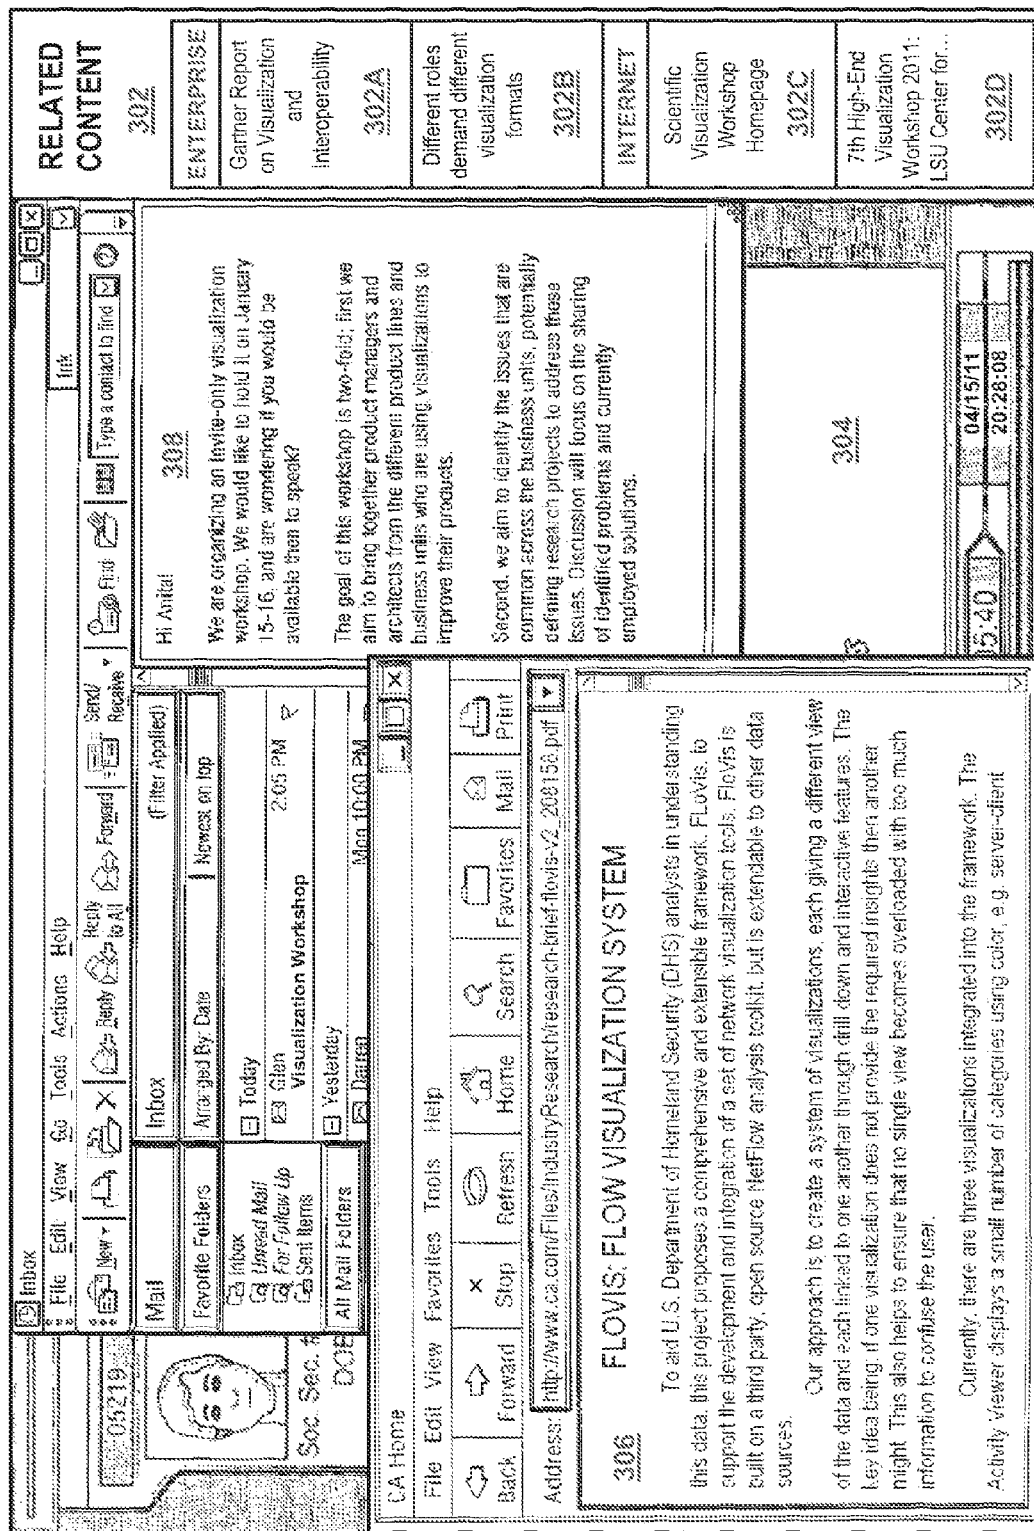 Inbox
File Edit View Go Tools Actions Help
Ink
New
Reply
Reply to All
Forward
Send/Receive
Find
Type a contact to find
Mail
Favorite Folders
Inbox
Unread Mail
For Follow Up
Sent Items
All Mail Folders
Inbox (Filter Applied)
Arranged By: Date Newest on top
Today
Glen 2:05 PM
Visualization Workshop
Yesterday
Darren Mon 10:00 PM
308
Hi Anita!
We are organizing an invite-only visualization
workshop. We would like to hold it on January
15-16, and are wondering if you would be
available then to speak?
The goal of this workshop is two-fold; first we
aim to bring together product managers and
architects from the different product lines and
business units who are using visualizations to
improve their products.
Second, we aim to identify the issues that are
common across the business units, potentially
defining research projects to address these
issues. Discussion will focus on the sharing
of identified problems and currently
employed solutions.
RELATED
CONTENT
302
ENTERPRISE
Gartner Report
on Visualization
and
Interoperability
302A
Different roles
demand different
visualization
formats
302B
INTERNET
Scientific
Visualization
Workshop
Homepage
302C
7th High-End
Visualization
Workshop 2011:
LSU Center for...
302D
05219
Soc. Sec. #
DOB
CA Home
File Edit View Favorites Tools Help
Back Forward Stop Refresh Home Search Favorites Mail Print
Address: http://www.ca.com/Files/IndustryResearch/research-brief-flovis-v2_208158.pdf
306 FLOVIS: FLOW VISUALIZATION SYSTEM
To aid U.S. Department of Homeland Security (DHS) analysts in understanding
this data, this project proposes a comprehensive and extensible framework, FLoVis, to
support the development and integration of a set of network visualization tools. FloVis is
built on a third party, open source NetFlow analysis toolkit, but is extendable to other data
sources.
Our approach is to create a system of visualizations, each giving a different view
of the data and each linked to one another through drill down and interactive features. The
key idea being: if one visualization does not provide the required insights then another
might. This also helps to ensure that no single view becomes overloaded with too much
information to confuse the user.
Currently, there are three visualizations integrated into the framework. The
Activity Viewer displays a small number of categories using color, e.g. server-client
304
15:40
04/15/11
20:28:08